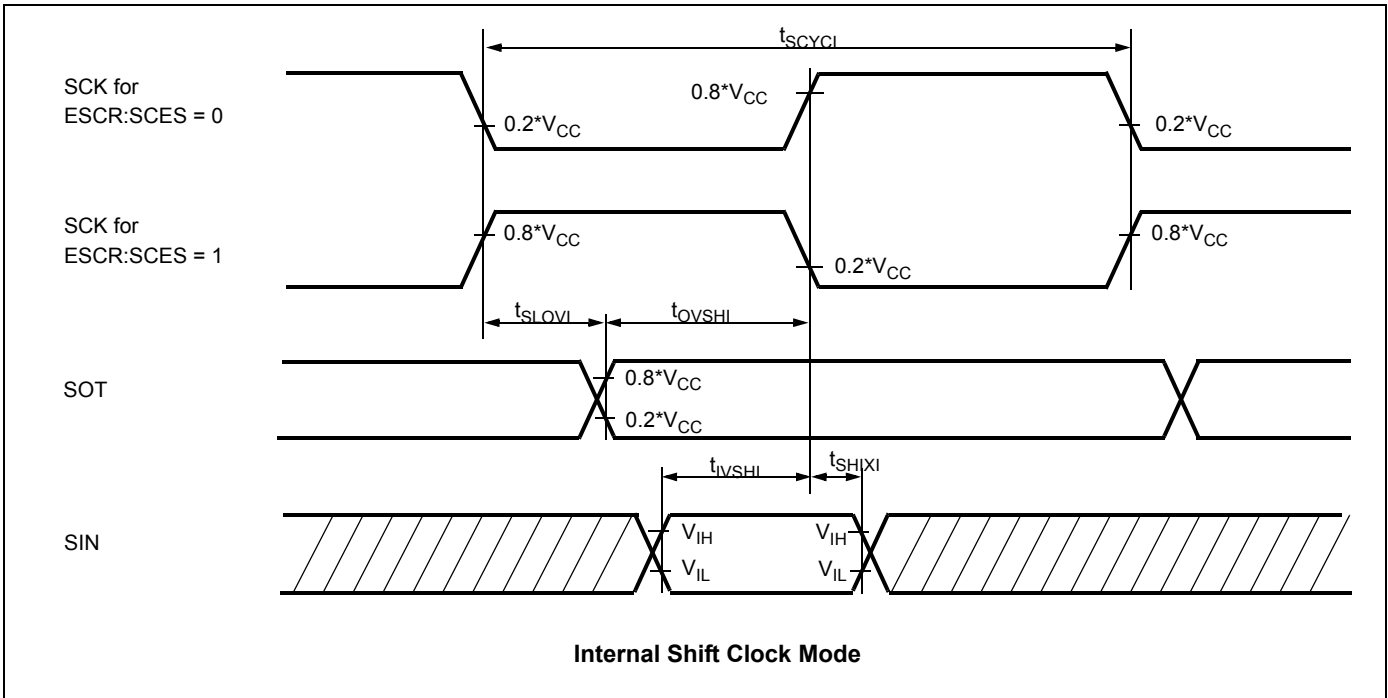 tSCYCI
SCK for
ESCR:SCES = 0
0.8*VCC
0.2*VCC
0.2*VCC
SCK for
ESCR:SCES = 1
0.8*VCC
0.8*VCC
0.2*VCC
tSLOVI
tOVSHI
SOT
0.8*VCC
0.2*VCC
tIVSHI
tSHIXI
SIN
VIH
VIH
VIL
VIL
Internal Shift Clock Mode